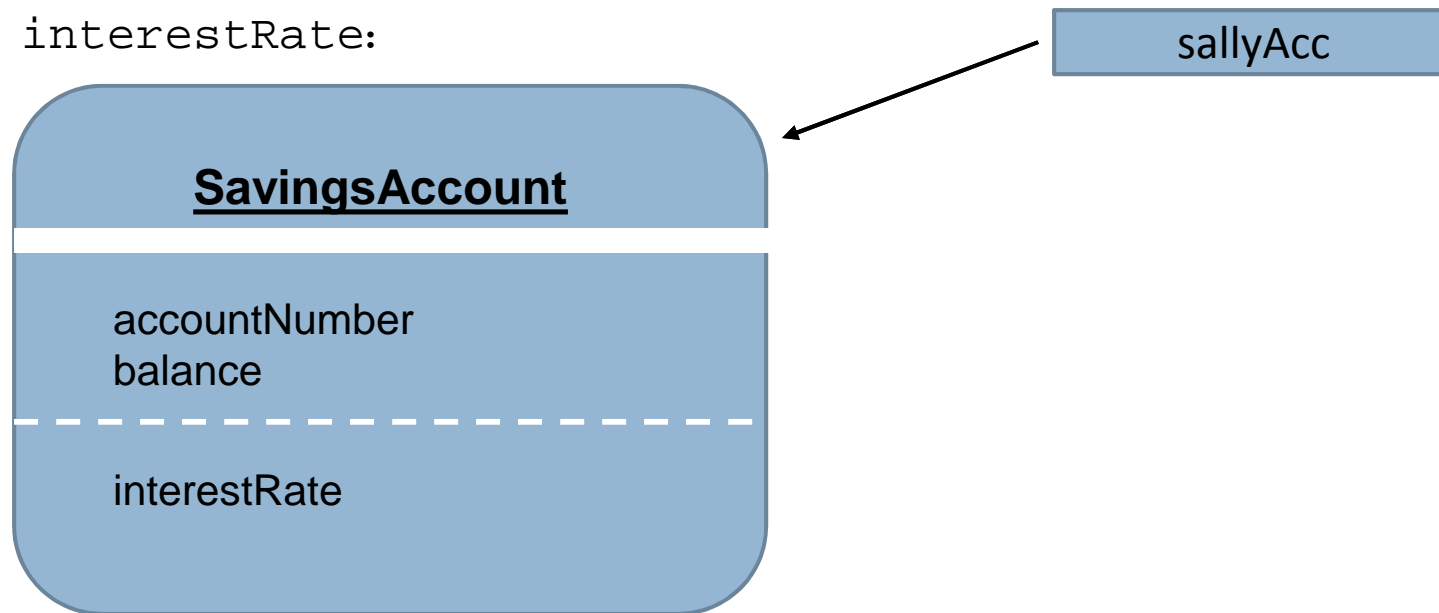 interestRate:
sallyAcc
SavingsAccount
accountNumber
balance
interestRate